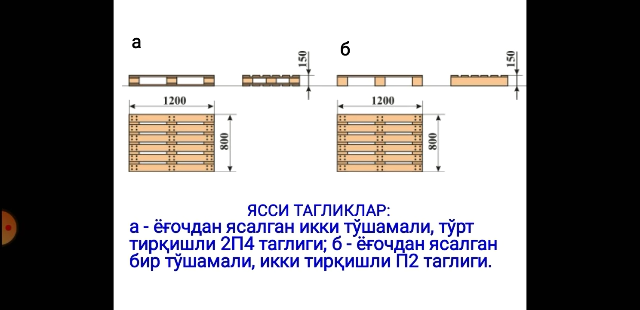 а
б
150
150
1200
1200
800
800
ЯССИ ТАГЛИКЛАР:
а - ёғочдан ясалган икки тўшамали, тўрт
тирқишли 2П4 таглиги; б - ёғочдан ясалган
бир тўшамали, икки тирқишли П2 таглиги.